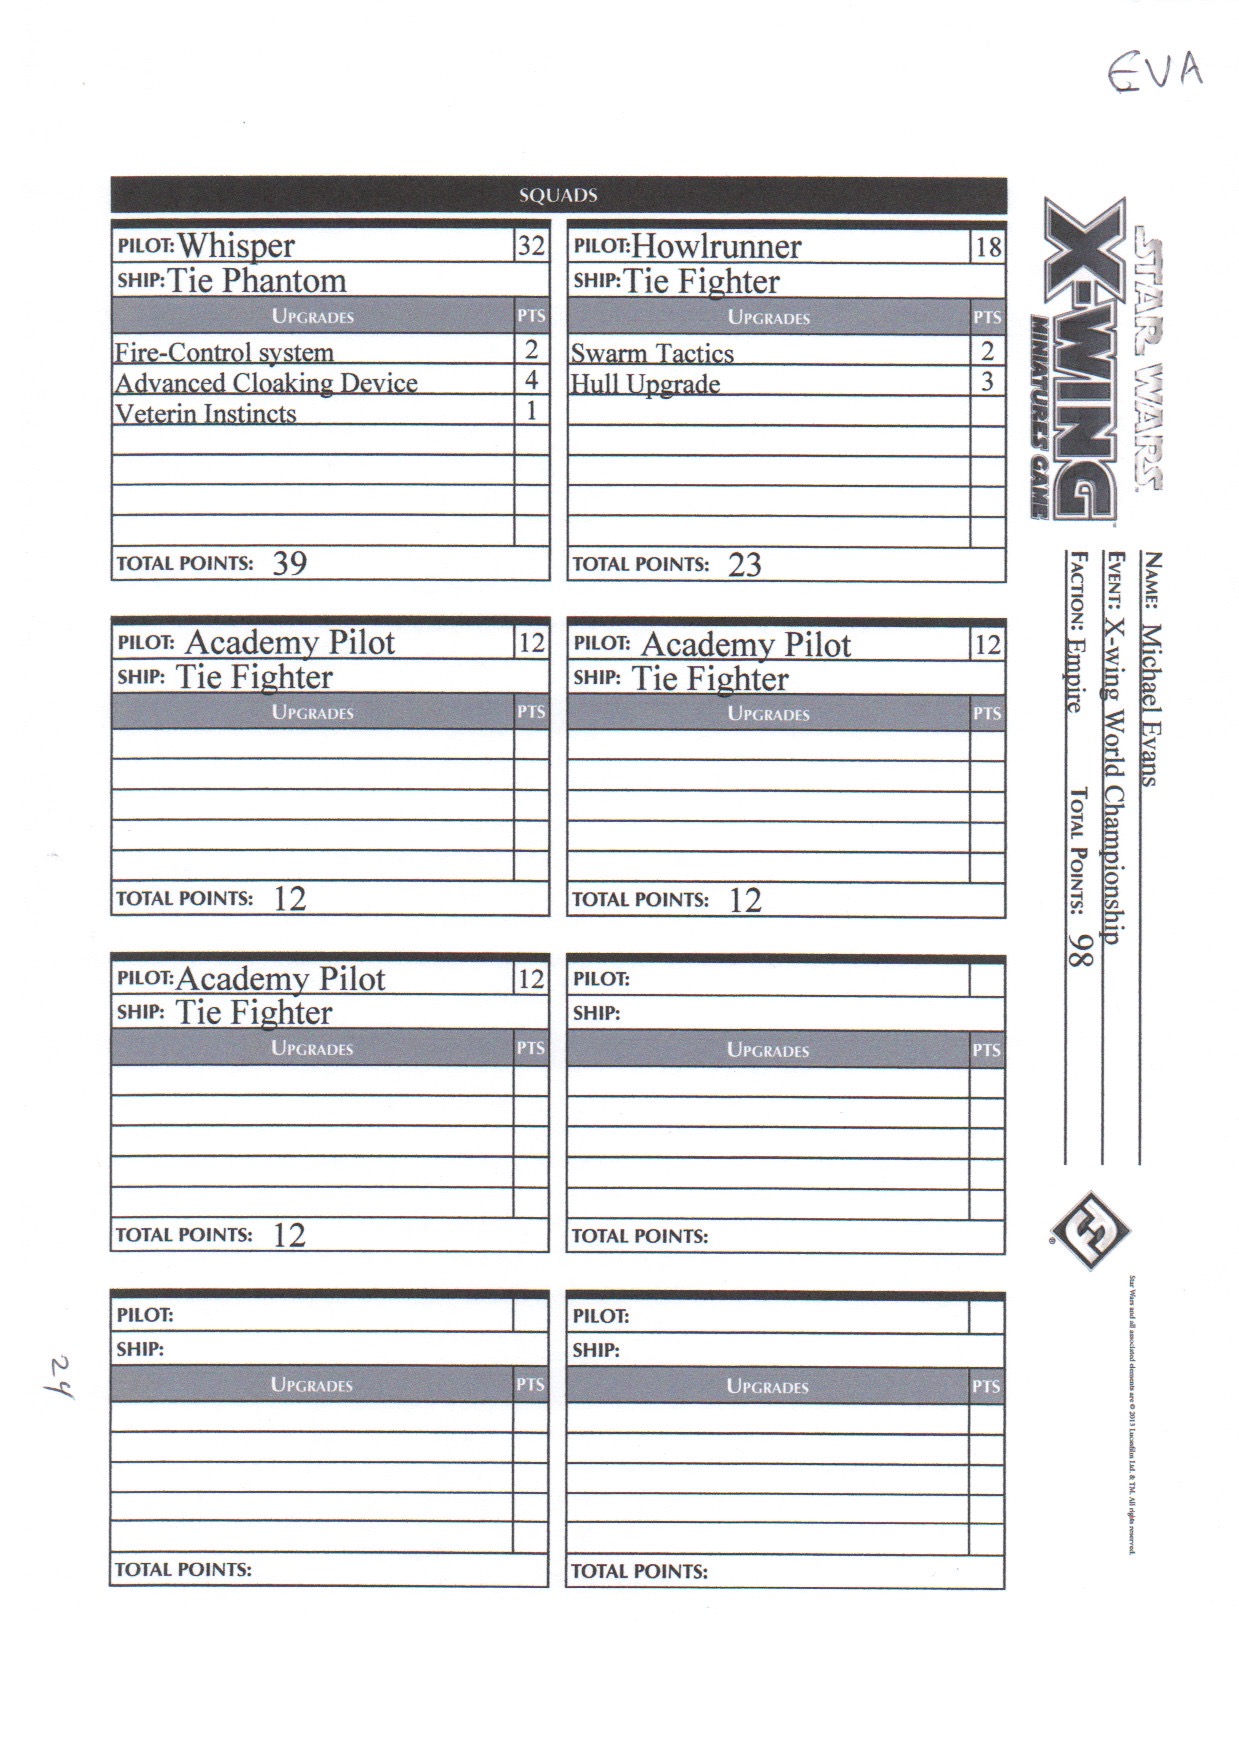 EVA
SQUADS
PILOT: Whisper 32
SHIP: Tie Phantom
UPGRADES PTS
Fire-Control system 2
Advanced Cloaking Device 4
Veterin Instincts 1
TOTAL POINTS: 39
PILOT: Howlrunner 18
SHIP: Tie Fighter
UPGRADES PTS
Swarm Tactics 2
Hull Upgrade 3
TOTAL POINTS: 23
PILOT: Academy Pilot 12
SHIP: Tie Fighter
UPGRADES PTS
TOTAL POINTS: 12
PILOT: Academy Pilot 12
SHIP: Tie Fighter
UPGRADES PTS
TOTAL POINTS: 12
PILOT: Academy Pilot 12
SHIP: Tie Fighter
UPGRADES PTS
TOTAL POINTS: 12
PILOT:
SHIP:
UPGRADES PTS
TOTAL POINTS:
PILOT:
SHIP:
UPGRADES PTS
TOTAL POINTS:
PILOT:
SHIP:
UPGRADES PTS
TOTAL POINTS:
STAR WARS
X-WING™
MINIATURES GAME
NAME: Michael Evans
EVENT: X-wing World Championship
FACTION: Empire TOTAL POINTS: 98
Star Wars and all associated elements are © 2013 Lucasfilm Ltd. & TM. All rights reserved.
24